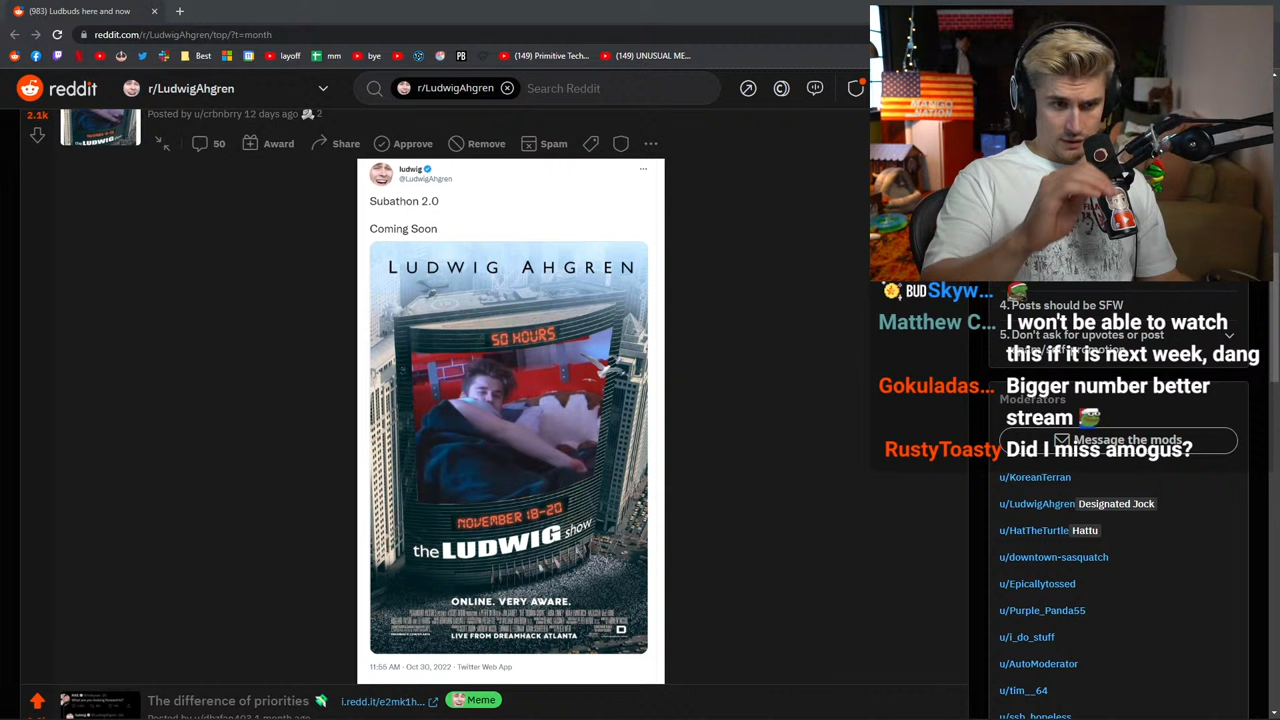 (983) Ludbuds here and now
reddit.com/r/LudwigAhgren/top/?t=month
Best
layoff
mm
bye
PB
(149) Primitive Tech...
(149) UNUSUAL ME...
reddit
r/LudwigAhgren
r/LudwigAhgren
Search Reddit
2.1k
12 days ago
2
50
Award
Share
Approve
Remove
Spam
ludwig
@LudwigAhgren
Subathon 2.0
Coming Soon
LUDWIG AHGREN
50 HOURS
NOVEMBER 18-20
the LUDWIG show
ONLINE. VERY AWARE.
LIVE FROM DREAMHACK ATLANTA
11:55 AM · Oct 30, 2022 · Twitter Web App
The difference of priorities
i.redd.it/e2mk1h...
Meme
MANGO
NATION
BUD Skyw...
4. Posts should be SFW
Matthew C... I won't be able to watch
this if it is next week, dang
5. Don't ask for upvotes or post
Gokuladas... Bigger number better
stream
Moderators
Message the mods
RustyToasty Did I miss amogus?
u/KoreanTerran
u/LudwigAhgren Designated Jock
u/HatTheTurtle Hattu
u/downtown-sasquatch
u/Epicallytossed
u/Purple_Panda55
u/i_do_stuff
u/AutoModerator
u/tim__64
u/ssb_hopeless